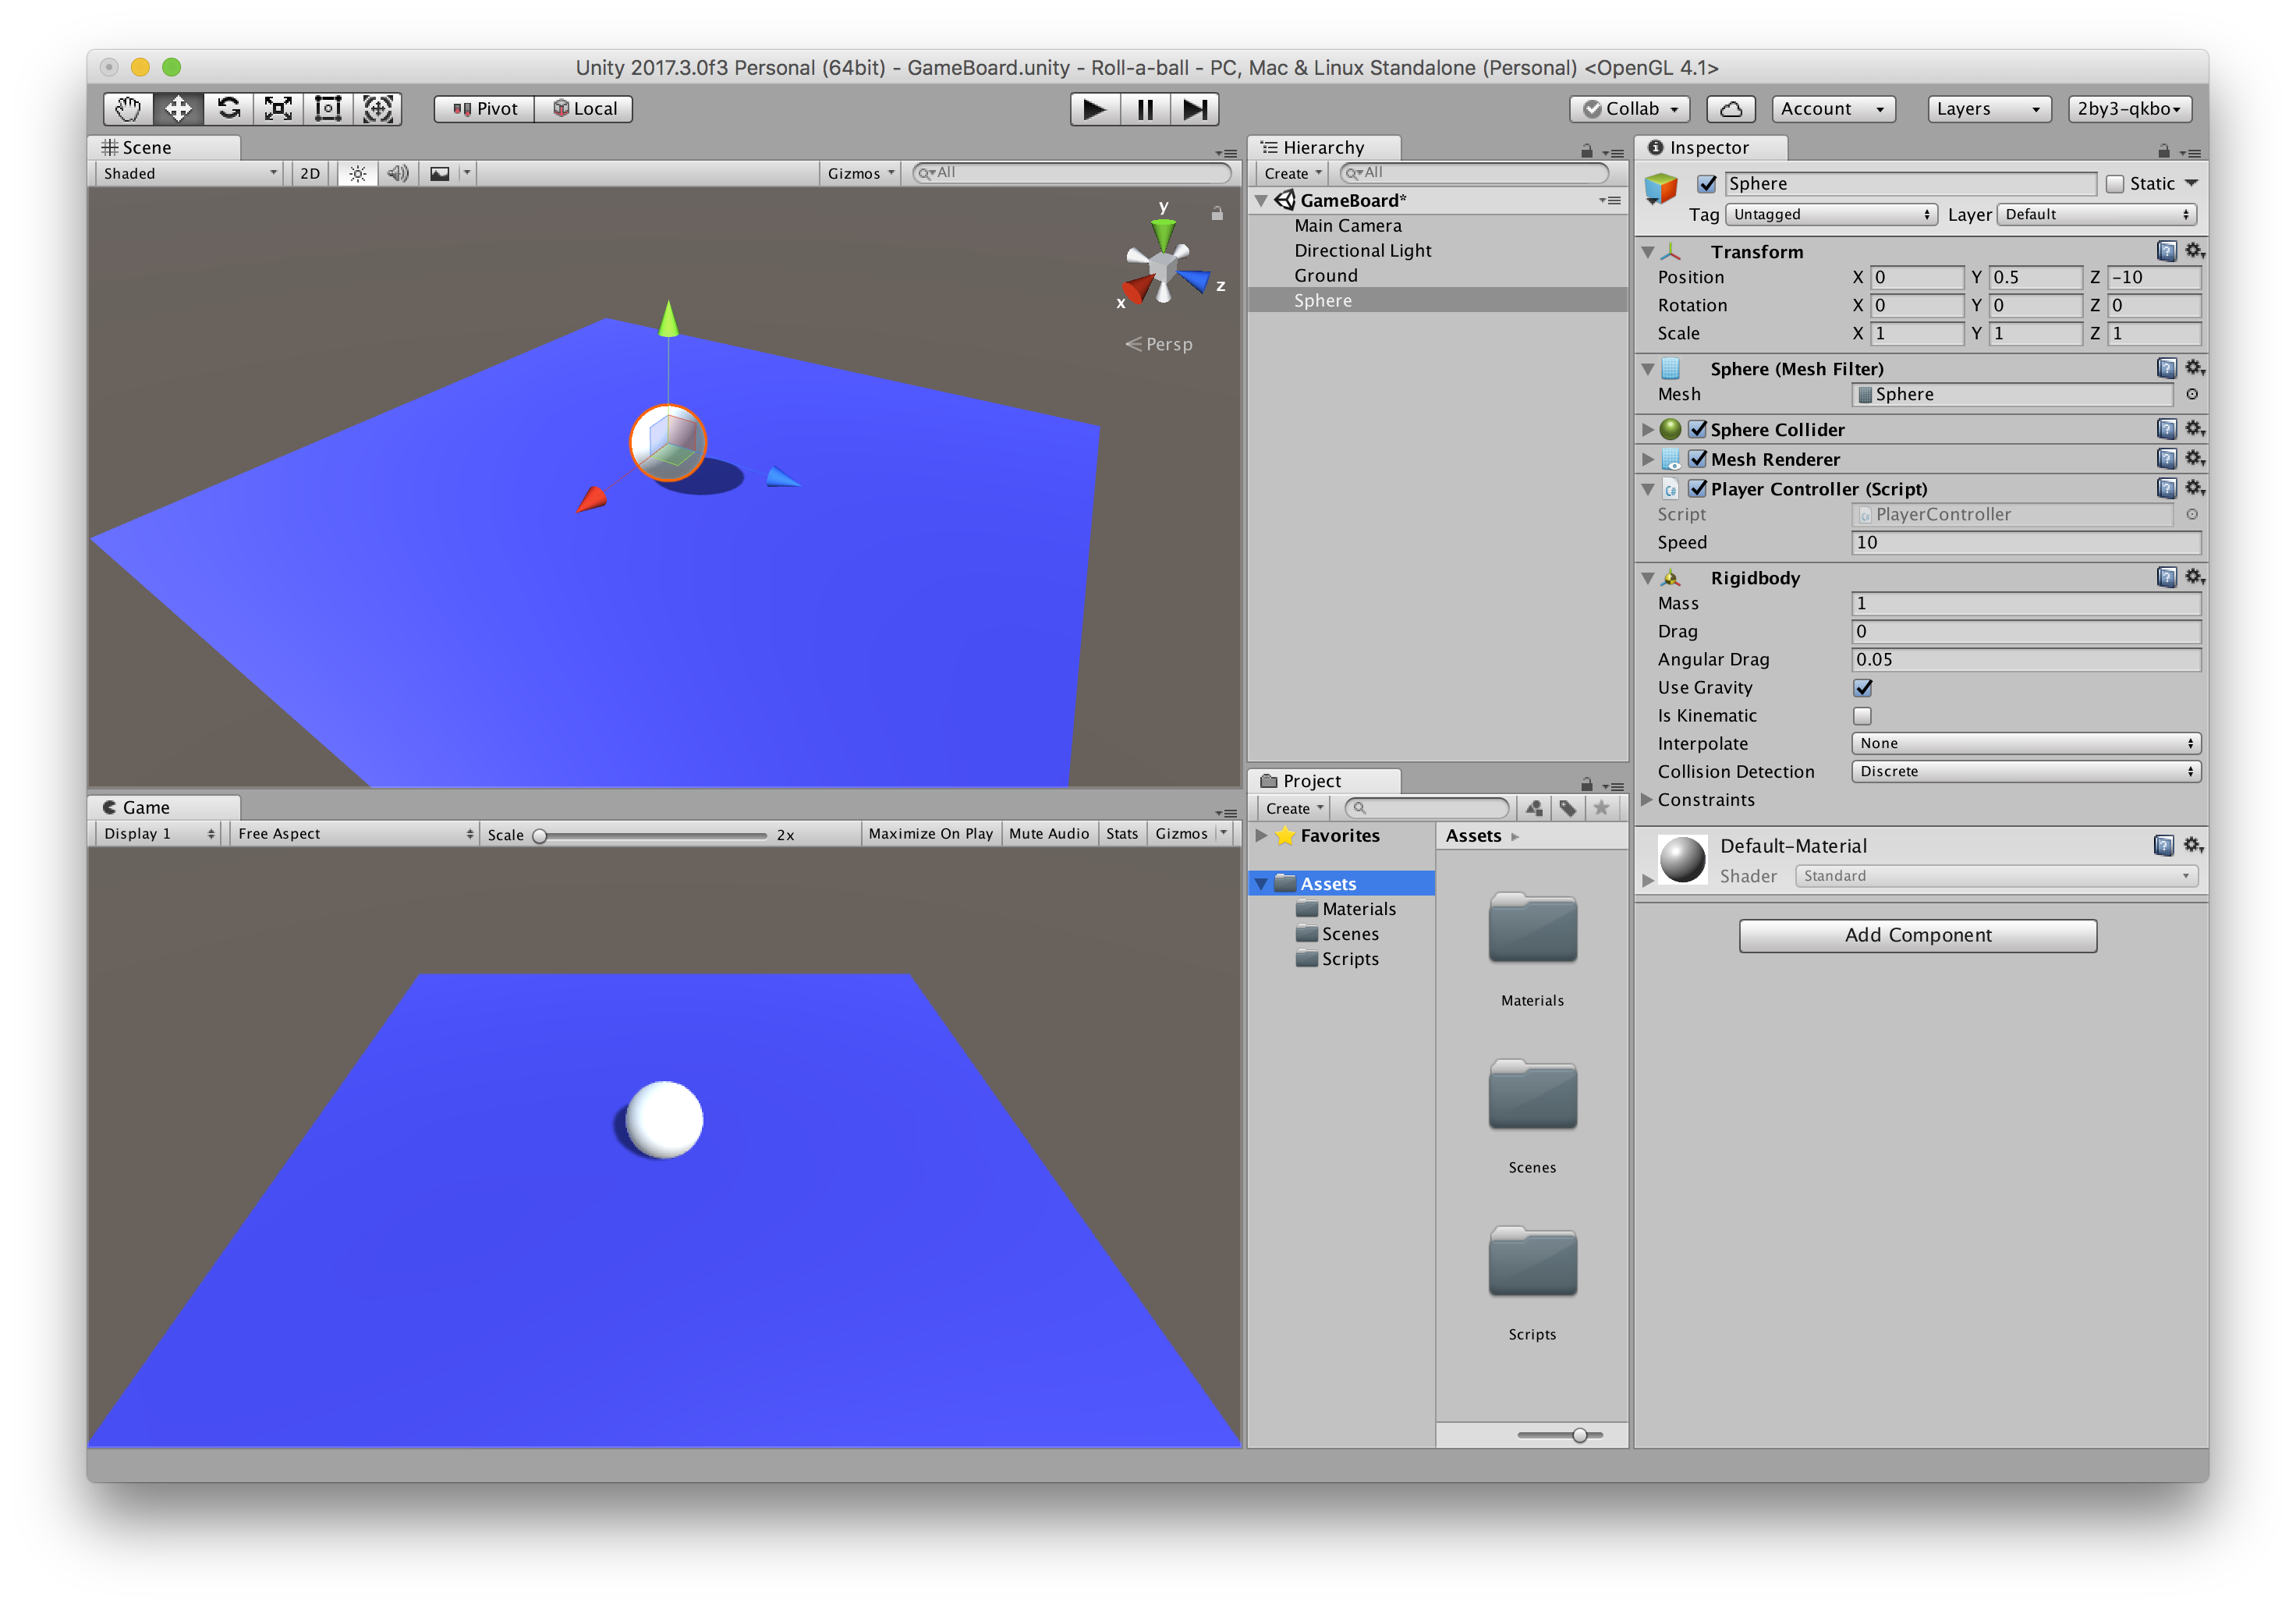 Unity 2017.3.0f3 Personal (64bit) - GameBoard.unity - Roll-a-ball - PC, Mac & Linux Standalone (Personal) <OpenGL 4.1>
Pivot Local Collab Account Layers 2by3-qkbo
Scene
Shaded 2D Gizmos All
y
x
z
Persp
Game
Display 1 Free Aspect Scale 2x Maximize On Play Mute Audio Stats Gizmos
Hierarchy
Create All
GameBoard*
Main Camera
Directional Light
Ground
Sphere
Project
Create
Favorites
Assets
Materials
Scenes
Scripts
Assets
Materials
Scenes
Scripts
Inspector
Sphere Static
Tag Untagged Layer Default
Transform
Position X 0 Y 0.5 Z -10
Rotation X 0 Y 0 Z 0
Scale X 1 Y 1 Z 1
Sphere (Mesh Filter)
Mesh Sphere
Sphere Collider
Mesh Renderer
Player Controller (Script)
Script PlayerController
Speed 10
Rigidbody
Mass 1
Drag 0
Angular Drag 0.05
Use Gravity
Is Kinematic
Interpolate None
Collision Detection Discrete
Constraints
Default-Material
Shader Standard
Add Component